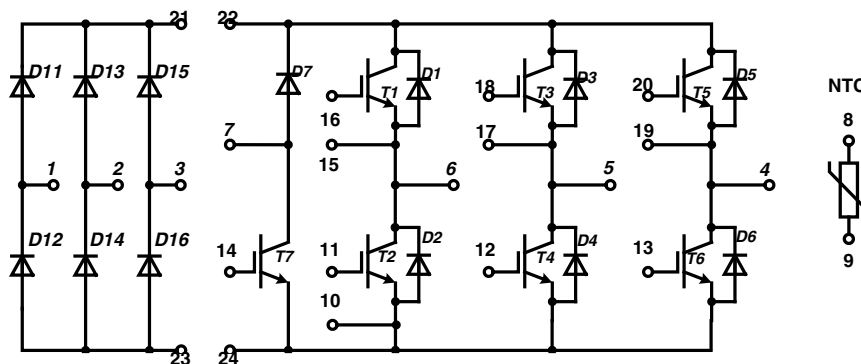 21 22
D11 D13 D15 D7 D1 D3 D5
T1 T3 T5
16 18 20 NTC
7 15 17 19 8
1 2 3 6 5 4
D12 D14 D16 D2 D4 D6
14 11 12 13
T7 T2 T4 T6
9
10
23 24